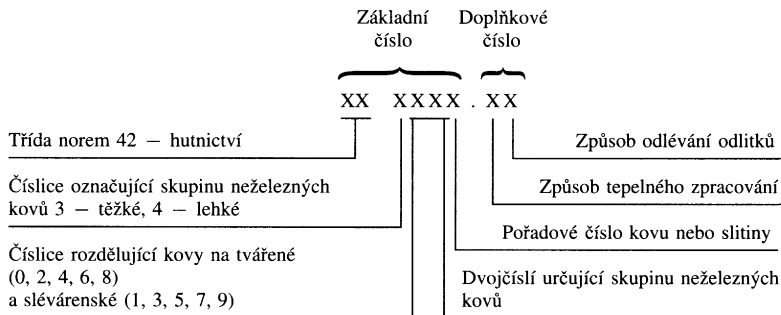 Základní Doplňkové
číslo číslo
XX XXXX . XX
Třída norem 42 — hutnictví
Způsob odlévání odlitků
Číslice označující skupinu neželezných
kovů 3 — těžké, 4 — lehké
Způsob tepelného zpracování
Pořadové číslo kovu nebo slitiny
Číslice rozdělující kovy na tvářené
(0, 2, 4, 6, 8)
a slévárenské (1, 3, 5, 7, 9)
Dvojčíslí určující skupinu neželezných
kovů